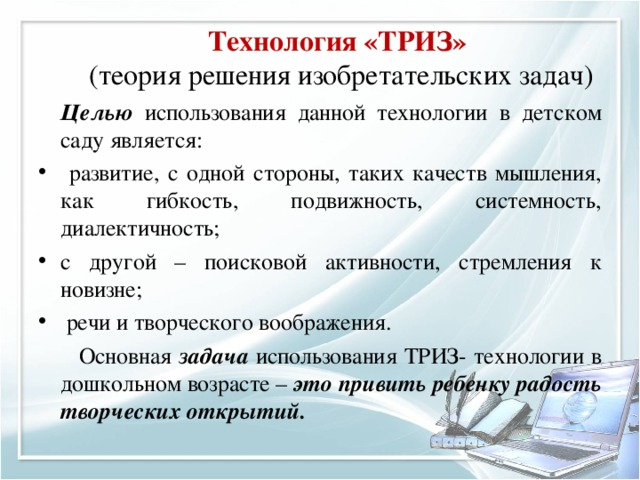 Технология «ТРИЗ»
(теория решения изобретательских задач)
Целью использования данной технологии в детском
саду является:
• развитие, с одной стороны, таких качеств мышления,
как гибкость, подвижность, системность,
диалектичность;
• с другой – поисковой активности, стремления к
новизне;
• речи и творческого воображения.
Основная задача использования ТРИЗ- технологии в
дошкольном возрасте – это привить ребенку радость
творческих открытий.